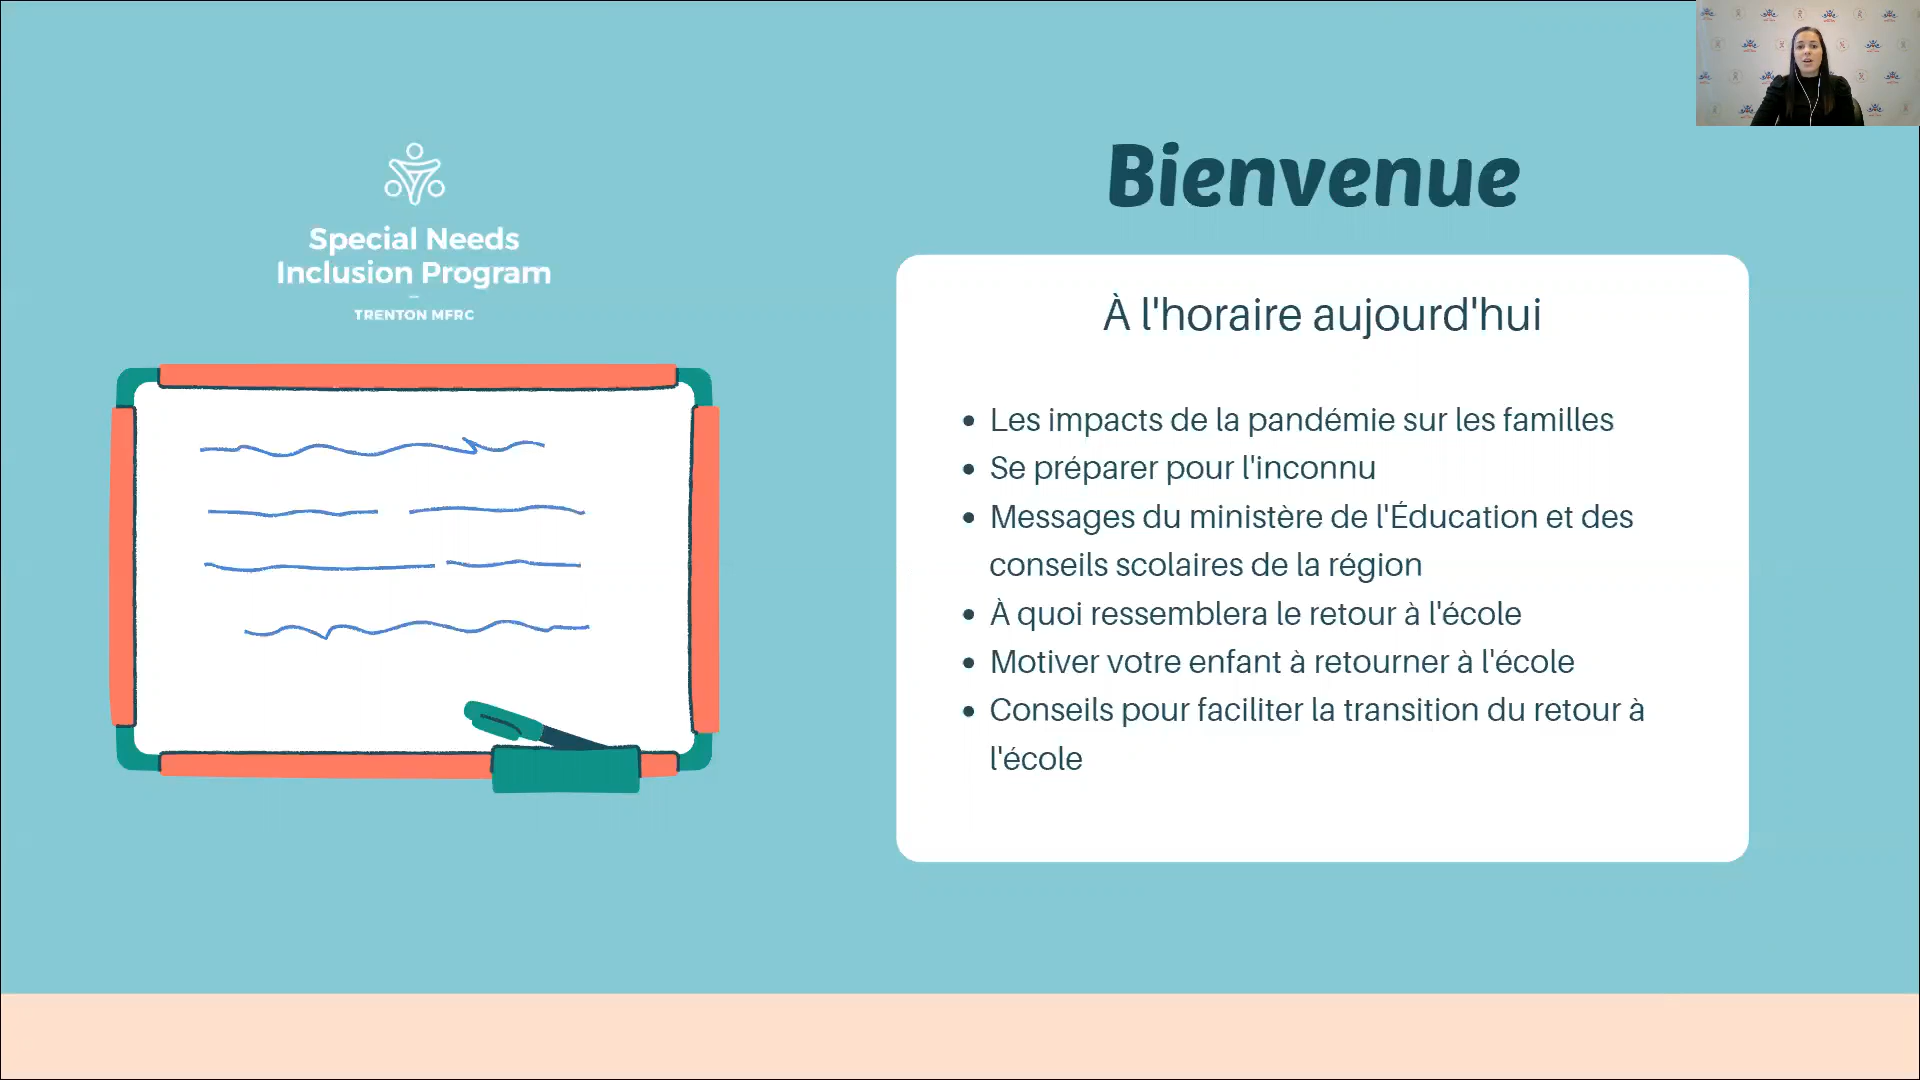 Special Needs
Inclusion Program
TRENTON MFRC
Bienvenue
À l'horaire aujourd'hui
• Les impacts de la pandémie sur les familles
• Se préparer pour l'inconnu
• Messages du ministère de l'Éducation et des
conseils scolaires de la région
• À quoi ressemblera le retour à l'école
• Motiver votre enfant à retourner à l'école
• Conseils pour faciliter la transition du retour à
l'école